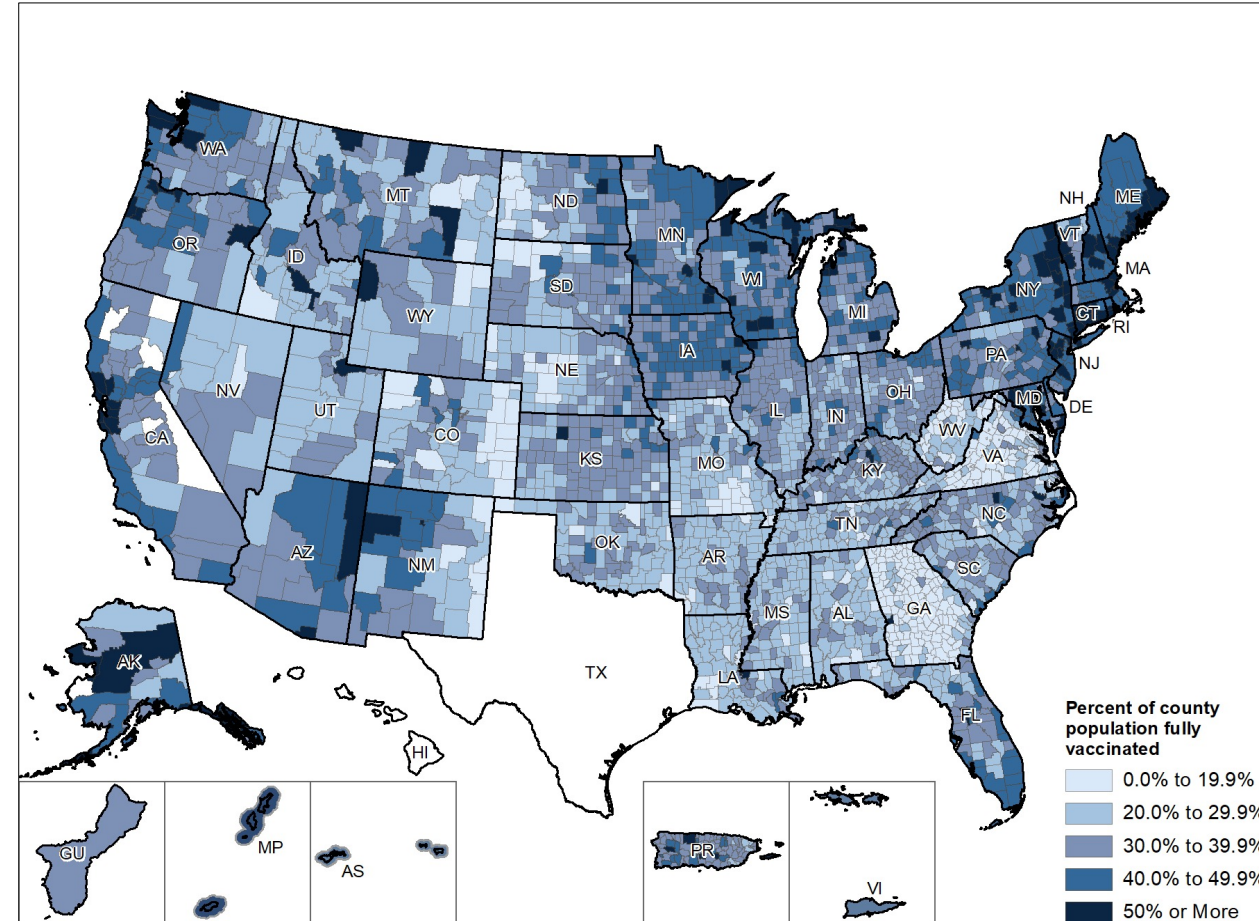 WA
MT
ND
MN
ME
NH
VT
OR
ID
SD
WI
MI
NY
MA
WY
CT
RI
IA
PA
NJ
NE
NV
UT
OH
MD
DE
CA
CO
IL
IN
WV
VA
KS
MO
KY
NC
TN
AZ
OK
AR
NM
SC
MS
AL
GA
AK
TX
LA
FL
HI
Percent of county
population fully
vaccinated
0.0% to 19.9%
20.0% to 29.9%
30.0% to 39.9%
40.0% to 49.9%
50% or More
GU
MP
AS
PR
VI